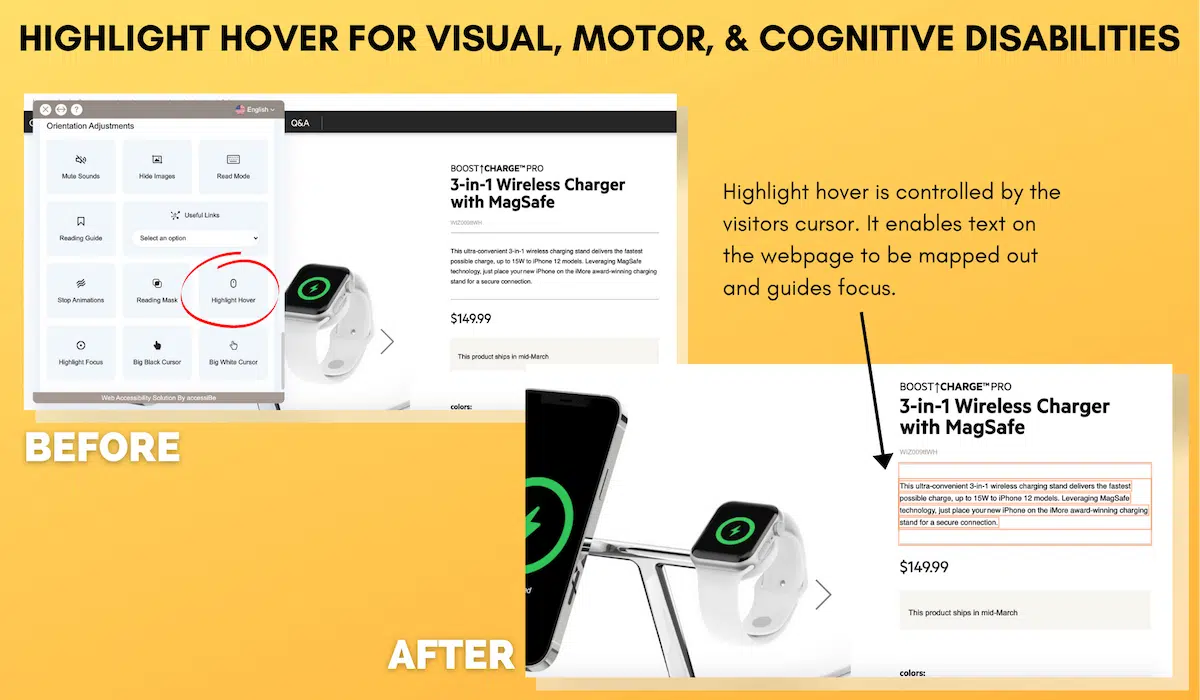 HIGHLIGHT HOVER FOR VISUAL, MOTOR, & COGNITIVE DISABILITIES
English
Q&A
Orientation Adjustments
Mute Sounds
Hide Images
Read Mode
Reading Guide
Useful Links
Select an option
Stop Animations
Reading Mask
Highlight Hover
Highlight Focus
Big Black Cursor
Big White Cursor
Web Accessibility Solution By accessiBe
BOOST↑CHARGE™PRO
3-in-1 Wireless Charger
with MagSafe
This ultra-convenient 3-in-1 wireless charging stand delivers the fastest
possible charge, up to 15W to iPhone 12 models. Leveraging MagSafe
technology, just place your new iPhone on the iMore award-winning charging
stand for a secure connection.
$149.99
This product ships in mid-March
colors:
BEFORE
Highlight hover is controlled by the
visitors cursor. It enables text on
the webpage to be mapped out
and guides focus.
BOOST↑CHARGE™PRO
3-in-1 Wireless Charger
with MagSafe
This ultra-convenient 3-in-1 wireless charging stand delivers the fastest
possible charge, up to 15W to iPhone 12 models. Leveraging MagSafe
technology, just place your new iPhone on the iMore award-winning charging
stand for a secure connection.
$149.99
This product ships in mid-March
colors:
AFTER